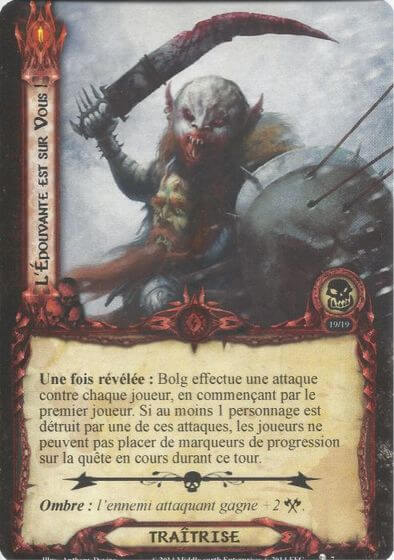 L'Épouvante est sur Vous !
19/19
Une fois révélée : Bolg effectue une attaque
contre chaque joueur, en commençant par le
premier joueur. Si au moins 1 personnage est
détruit par une de ces attaques, les joueurs ne
peuvent pas placer de marqueurs de progression
sur la quête en cours durant ce tour.
Ombre : l'ennemi attaquant gagne +2
TRAÎTRISE